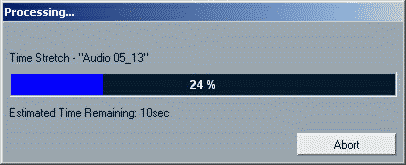 Processing...
Time Stretch - "Audio 05_13"
24 %
Estimated Time Remaining: 10sec
Abort